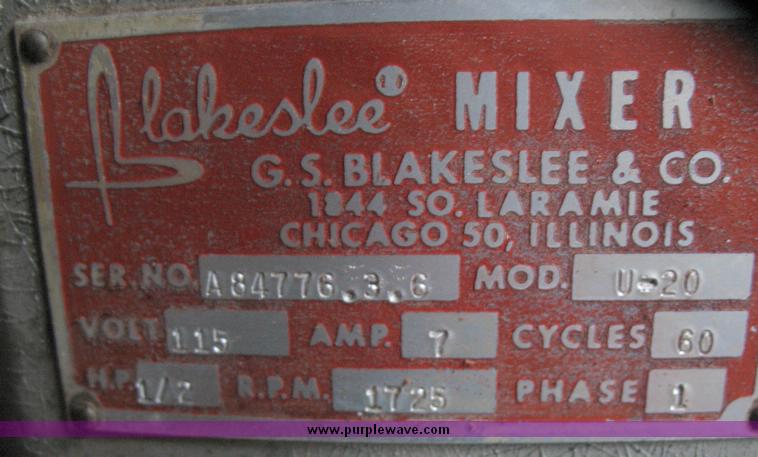 Blakeslee ® MIXER
G. S. BLAKESLEE & CO.
1844 SO. LARAMIE
CHICAGO 50, ILLINOIS
SER. NO. A84776.3.6 MOD. U-20
VOLT 115 AMP. 7 CYCLES 60
H.P. 1/2 R.P.M. 1725 PHASE 1
www.purplewave.com